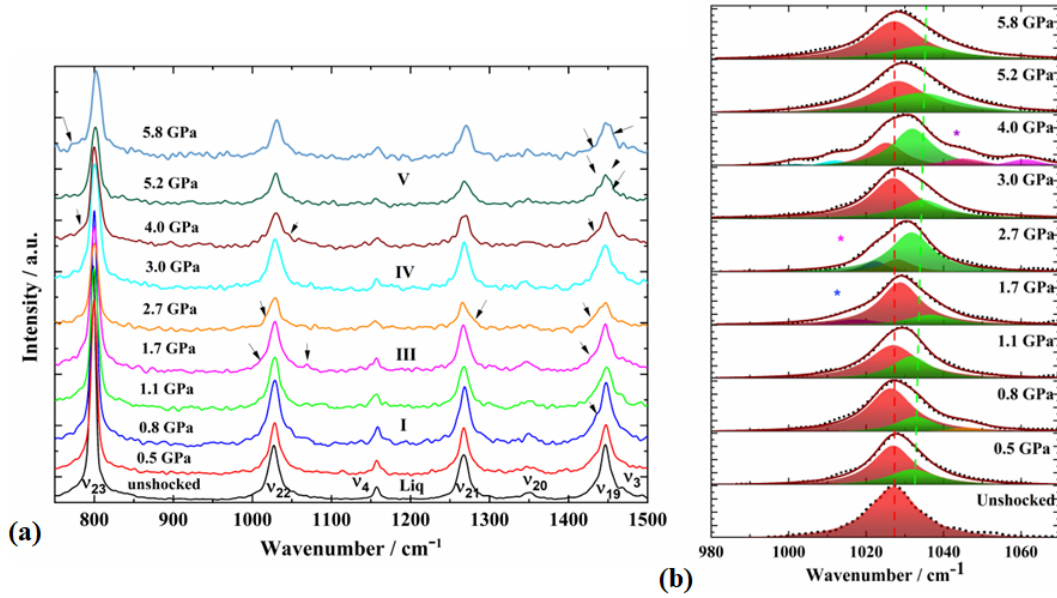 5.8 GPa
5.2 GPa
V
4.0 GPa
3.0 GPa
IV
2.7 GPa
1.7 GPa
III
1.1 GPa
0.8 GPa
I
0.5 GPa
unshocked
Liq
ν23
ν22
ν4
ν21
ν20
ν19
ν3
800 900 1000 1100 1200 1300 1400 1500
Wavenumber / cm⁻¹
Intensity / a.u.
(a)
5.8 GPa
5.2 GPa
4.0 GPa
*
3.0 GPa
2.7 GPa
*
1.7 GPa
*
1.1 GPa
0.8 GPa
0.5 GPa
Unshocked
980 1000 1020 1040 1060
Wavenumber / cm⁻¹
(b)